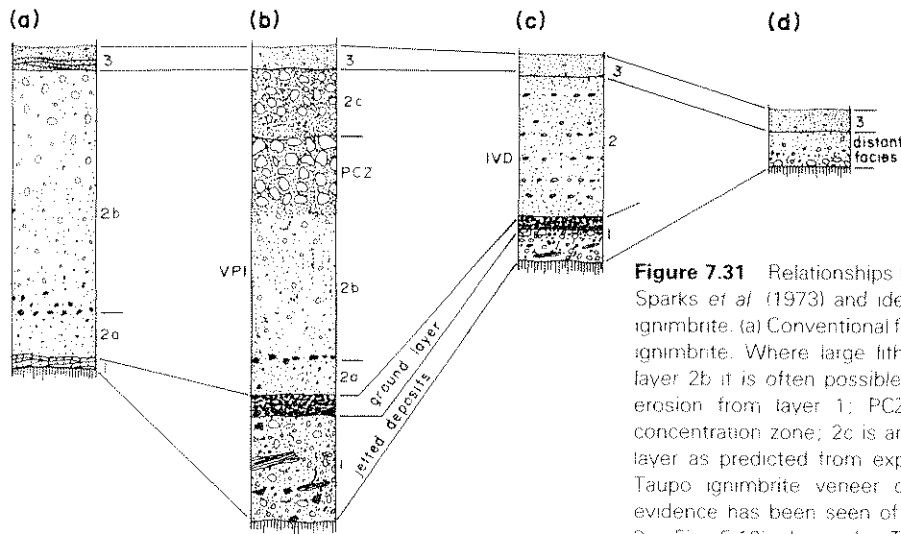 (a)
(b)
(c)
(d)
3
2b
2a
3
2c
PCZ
VPI
2b
2a
1
ground layer
jetted deposits
3
IVD
2
1
3
distant
facies
Figure 7.31 Relationships
Sparks et al (1973) and ide
ignimbrite. (a) Conventional f
ignimbrite. Where large lith
layer 2b it is often possible
erosion from layer 1; PCZ
concentration zone; 2c is an
layer as predicted from exp
Taupo ignimbrite veneer
evidence has been seen of